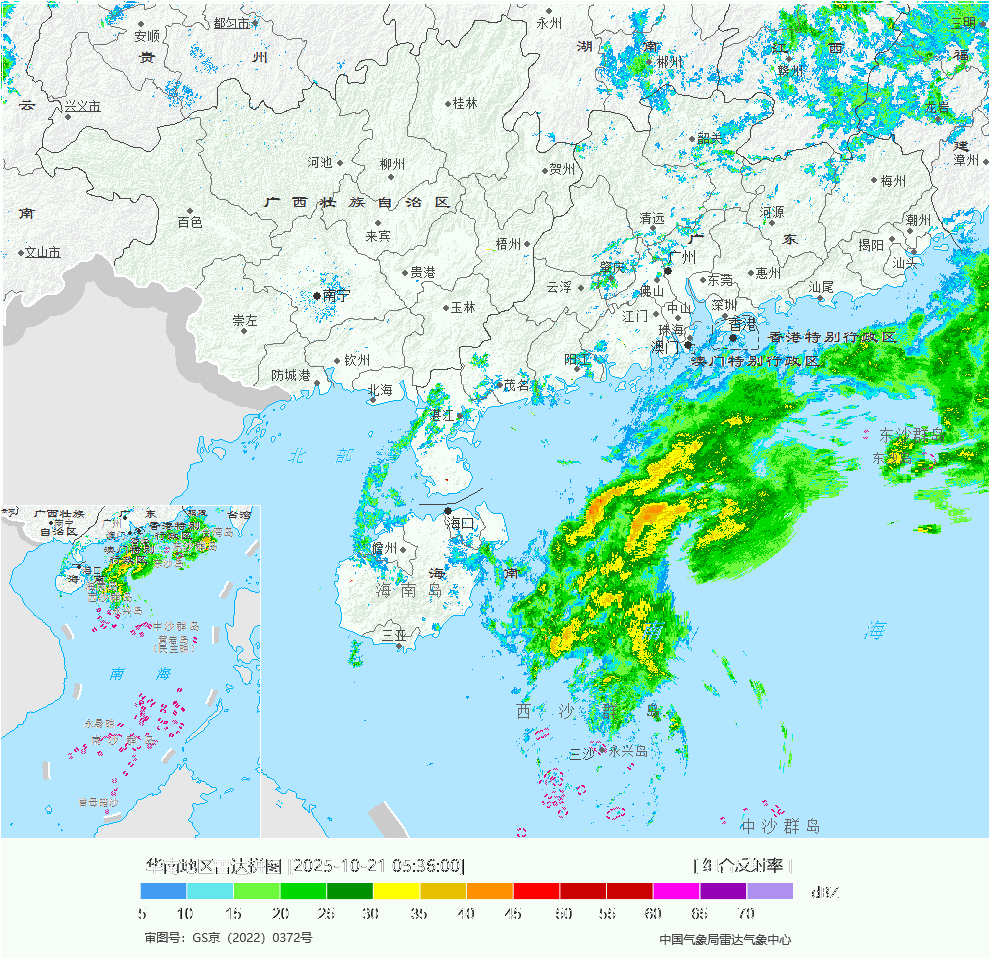 都匀市
安顺
贵 州
永州
湖 南
郴州
江 西
赣州
三明
福
建
龙岩
漳州
云
南
兴义市
文山市
桂林
河池
柳州
贺州
韶关
梅州
广西壮族自治区
百色
来宾
梧州
清远
河源
潮州
揭阳
汕头
广 东
广州
肇庆
佛山
东莞
惠州
汕尾
贵港
云浮
南宁
玉林
江门
中山
深圳
珠海
香港
澳门
香港特别行政区
澳门特别行政区
崇左
钦州
防城港
北海
湛江
茂名
阳江
北 部 湾
东沙群岛
海口
儋州
海 南
海南岛
三亚
西沙群岛
三沙
永兴岛
中沙群岛
海
广西壮族
自治区
南宁
广 东
广州
香港特别
行政区
台湾
海口
中沙群岛
黄岩岛
南 海
永暑礁
南沙群岛
曾母暗沙
华南地区雷达拼图 [2025-10-21 05:36:00]
[组合反射率]
dBZ
5 10 15 20 25 30 35 40 45 50 55 60 65 70
审图号：GS京（2022）0372号
中国气象局雷达气象中心